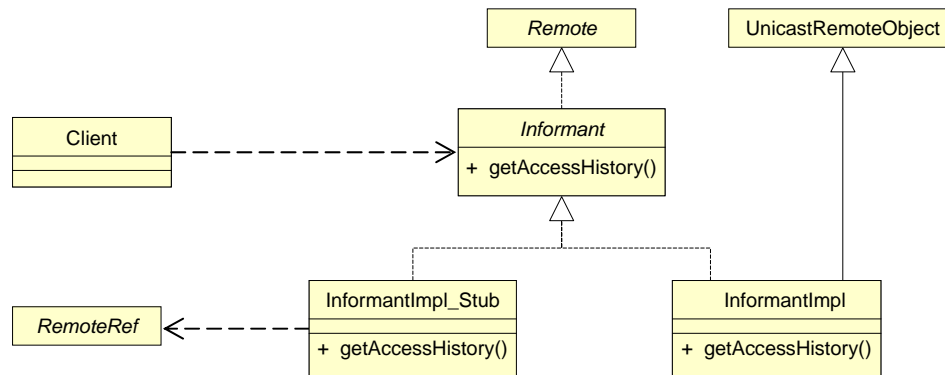 Remote
UnicastRemoteObject
Client
Informant
+ getAccessHistory()
RemoteRef
InformantImpl_Stub
+ getAccessHistory()
InformantImpl
+ getAccessHistory()